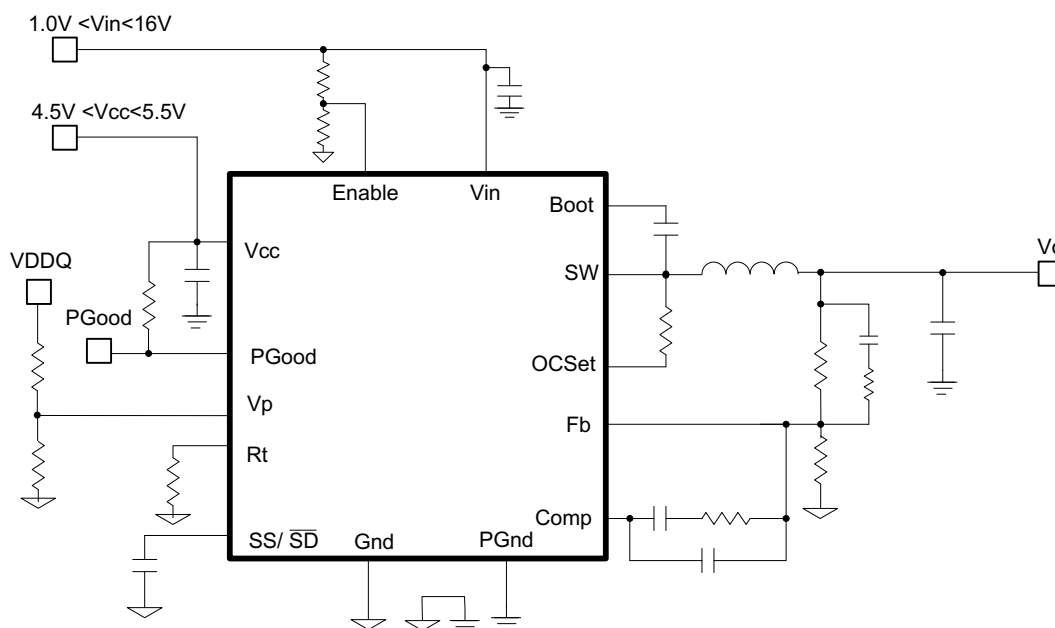 1.0V <Vin<16V
4.5V <Vcc<5.5V
Enable
Vin
Boot
Vcc
VDDQ
SW
PGood
PGood
OCSet
Vp
Fb
Rt
Comp
SS/ SD
Gnd
PGnd